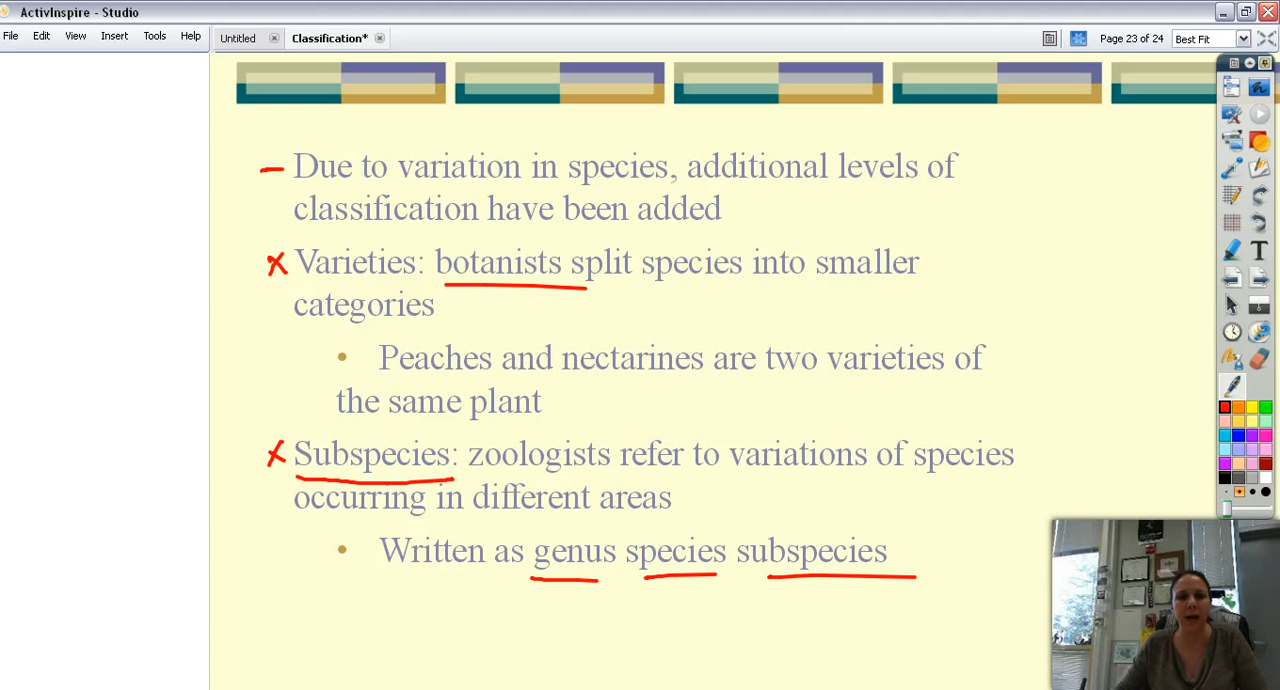 ActivInspire - Studio
File Edit View Insert Tools Help
Untitled Classification* Page 23 of 24 Best Fit
Due to variation in species, additional levels of
classification have been added
Varieties: botanists split species into smaller
categories
• Peaches and nectarines are two varieties of
the same plant
Subspecies: zoologists refer to variations of species
occurring in different areas
• Written as genus species subspecies